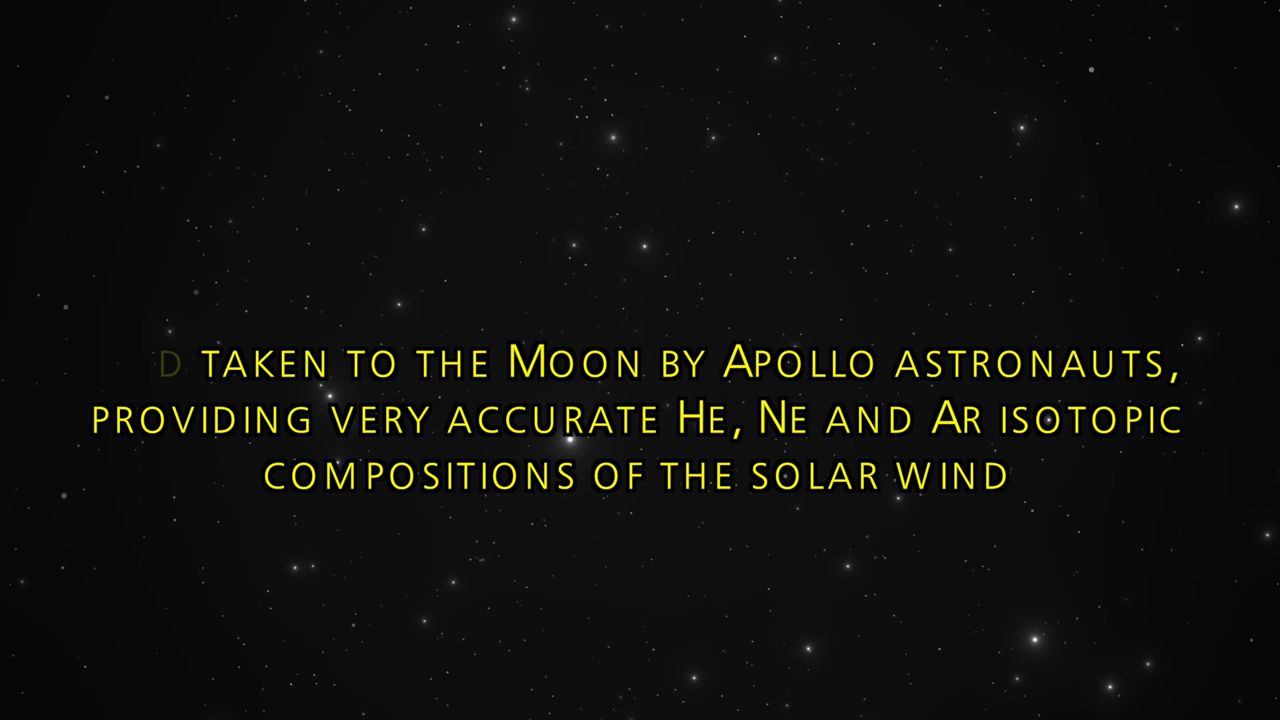 D TAKEN TO THE MOON BY APOLLO ASTRONAUTS,
PROVIDING VERY ACCURATE HE, NE AND AR ISOTOPIC
COMPOSITIONS OF THE SOLAR WIND